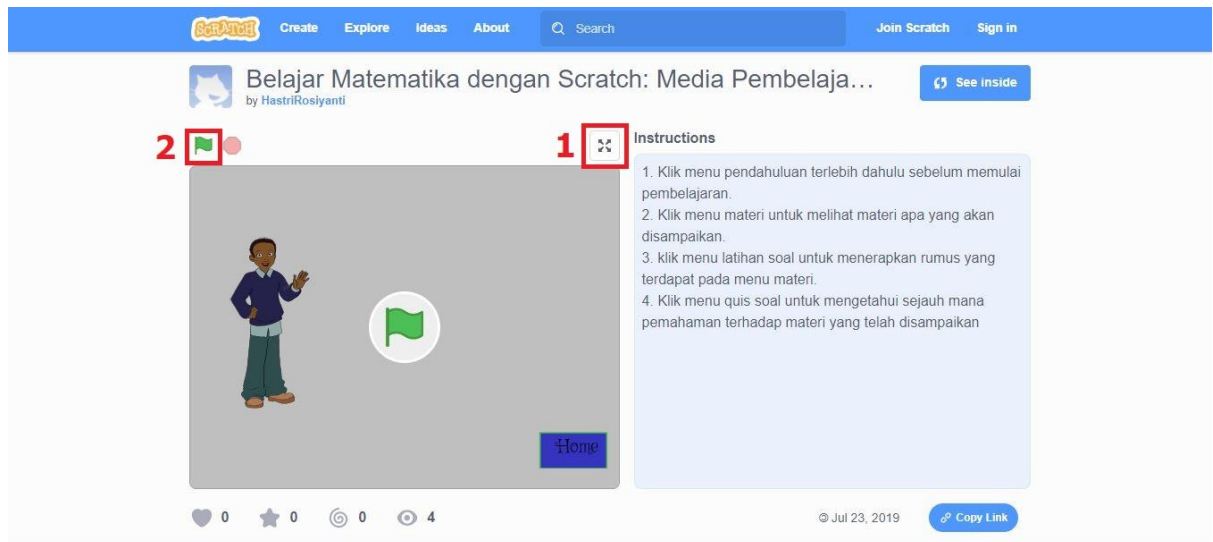 SCRATCH Create Explore Ideas About Search Join Scratch Sign in
Belajar Matematika dengan Scratch: Media Pembelaja...
See inside
by HastriRosiyanti
2
1
Instructions
1. Klik menu pendahuluan terlebih dahulu sebelum memulai
pembelajaran.
2. Klik menu materi untuk melihat materi apa yang akan
disampaikan.
3. klik menu latihan soal untuk menerapkan rumus yang
terdapat pada menu materi.
4. Klik menu quis soal untuk mengetahui sejauh mana
pemahaman terhadap materi yang telah disampaikan
Home
0 0 0 4
© Jul 23, 2019
Copy Link